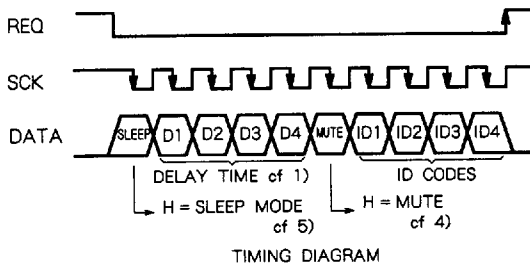 REQ
SCK
DATA SLEEP D1 D2 D3 D4 MUTE ID1 ID2 ID3 ID4
DELAY TIME cf 1) ID CODES
H = SLEEP MODE H = MUTE
cf 5) cf 4)
TIMING DIAGRAM